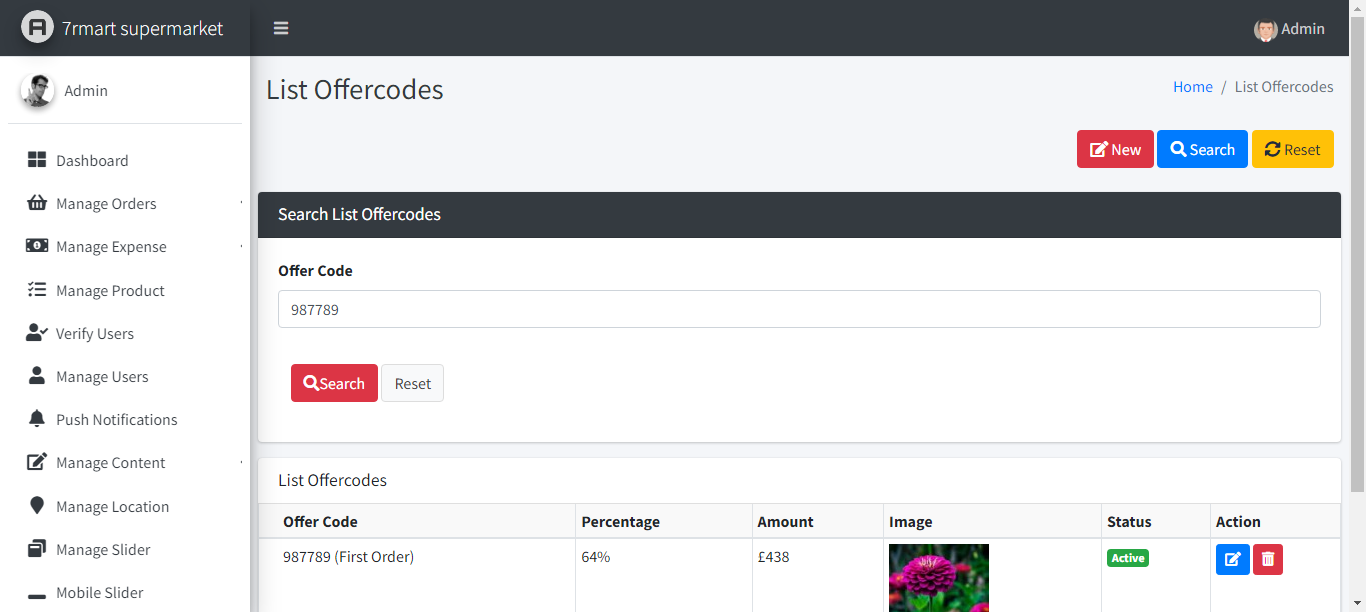 7rmart supermarket
Admin
Admin
Dashboard
Manage Orders
Manage Expense
Manage Product
Verify Users
Manage Users
Push Notifications
Manage Content
Manage Location
Manage Slider
Mobile Slider
List Offercodes
Home / List Offercodes
New Search Reset
Search List Offercodes
Offer Code
987789
Search Reset
List Offercodes
Offer Code Percentage Amount Image Status Action
987789 (First Order) 64% £438 Active